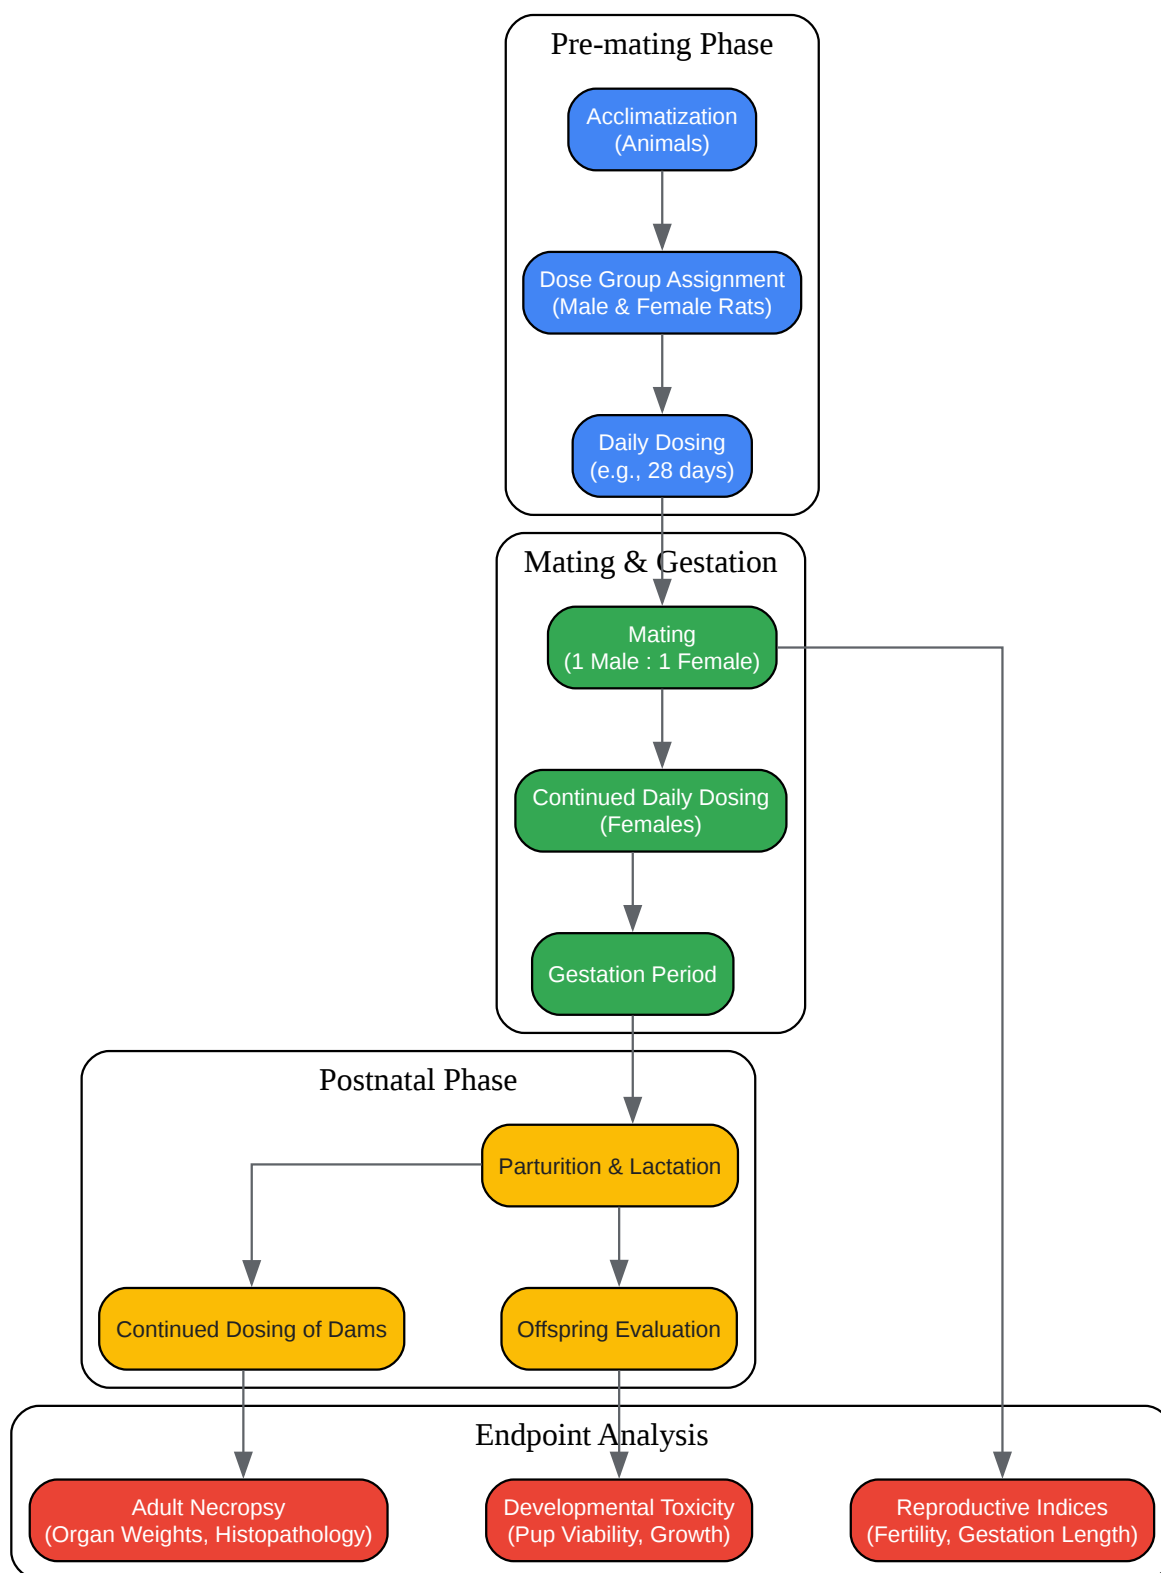 Pre-mating Phase
Acclimatization
(Animals)
Dose Group Assignment
(Male & Female Rats)
Daily Dosing
(e.g., 28 days)
Mating & Gestation
Mating
(1 Male : 1 Female)
Continued Daily Dosing
(Females)
Gestation Period
Postnatal Phase
Parturition & Lactation
Continued Dosing of Dams
Offspring Evaluation
Endpoint Analysis
Adult Necropsy
(Organ Weights, Histopathology)
Developmental Toxicity
(Pup Viability, Growth)
Reproductive Indices
(Fertility, Gestation Length)